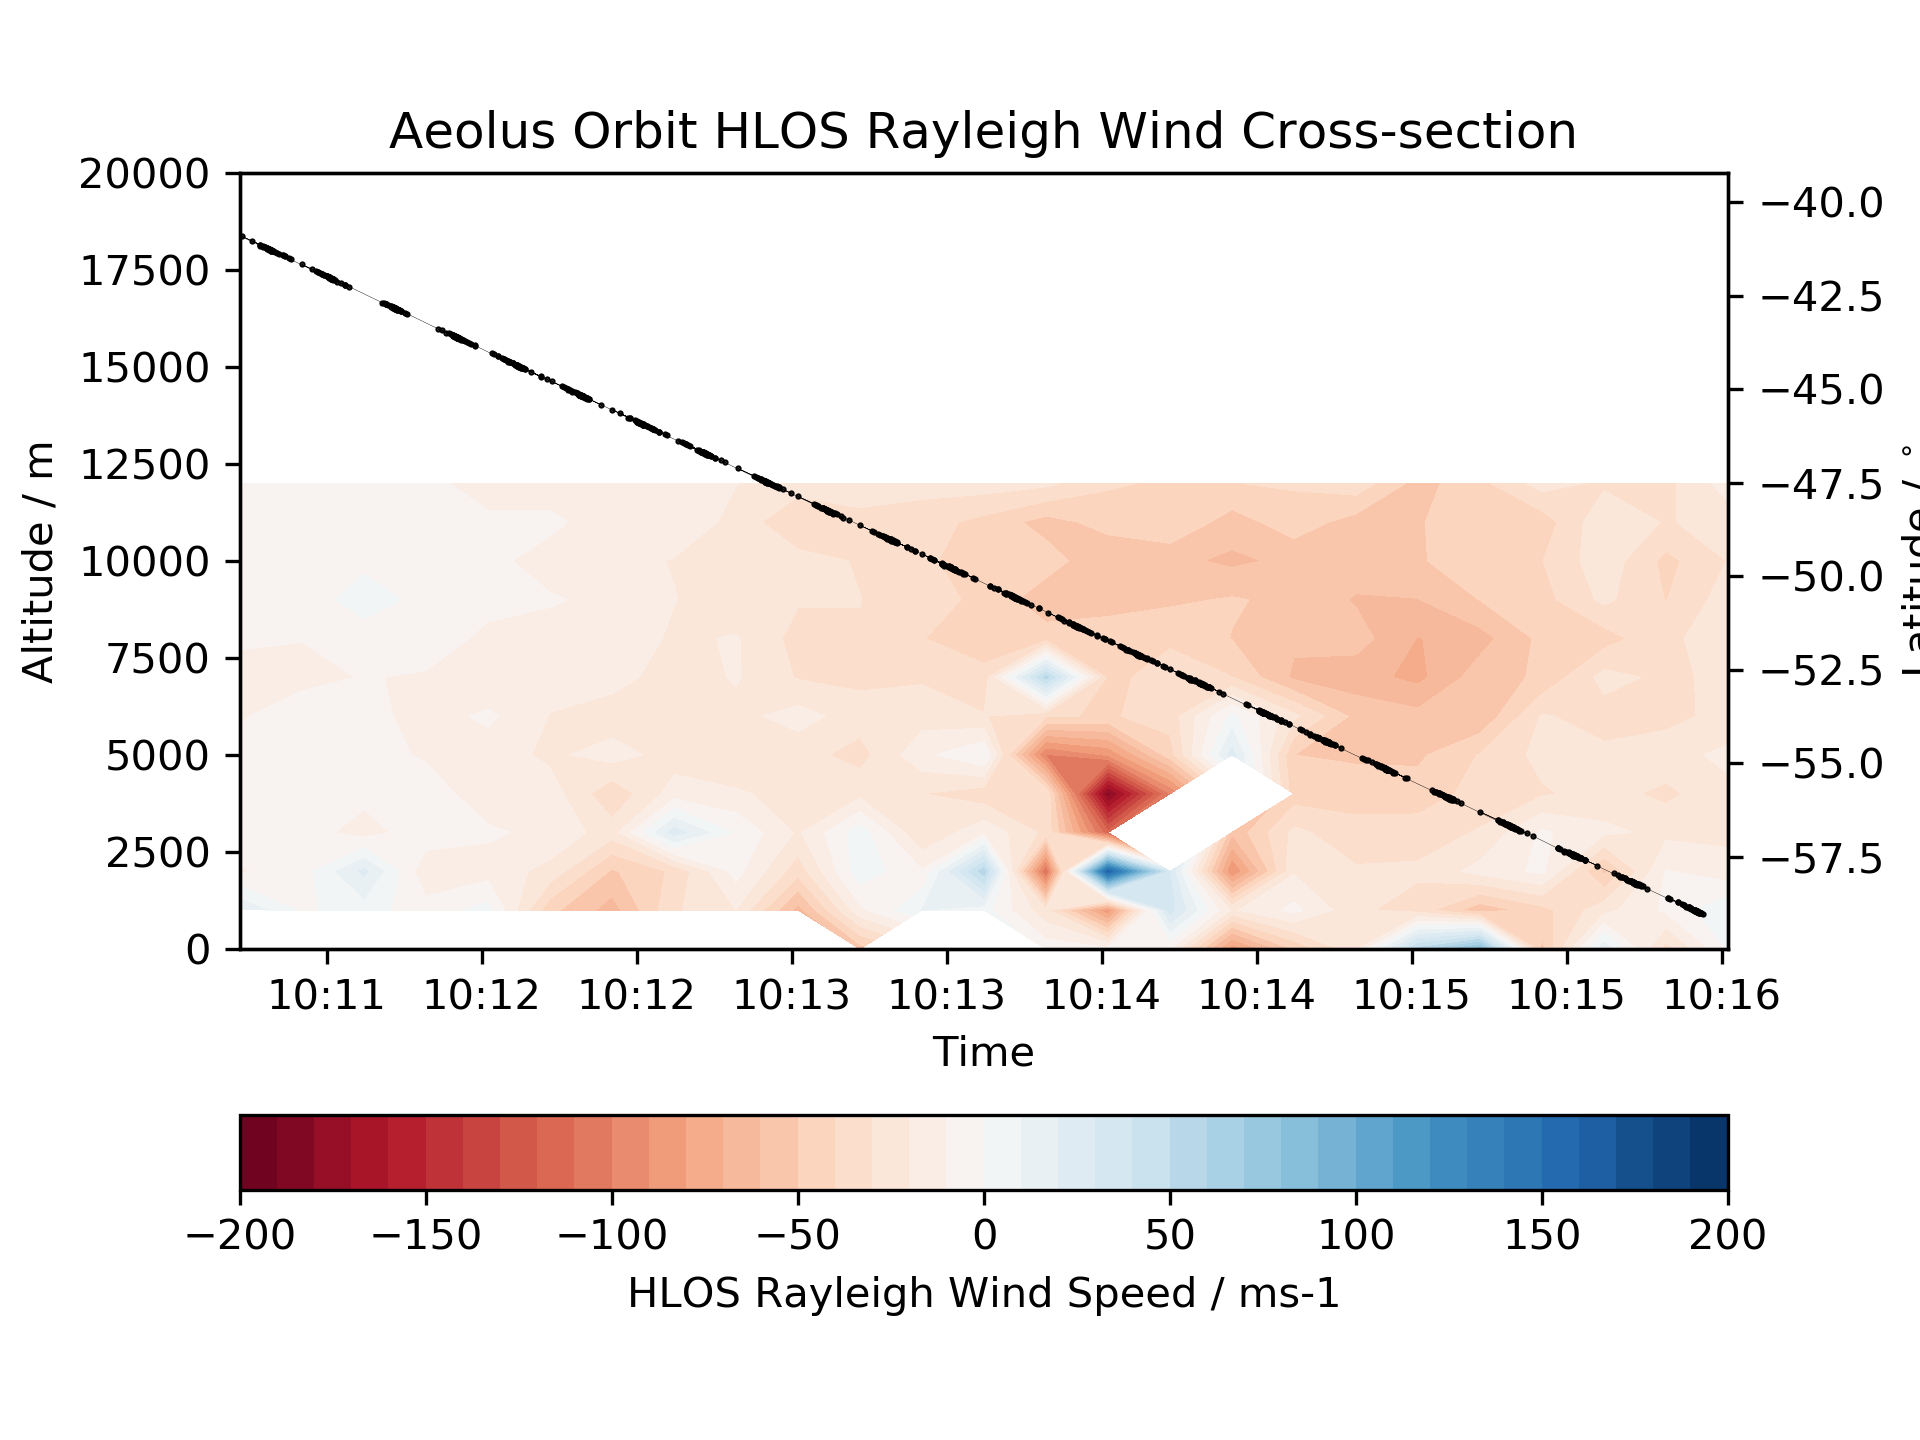 Aeolus Orbit HLOS Rayleigh Wind Cross-section
20000
17500
15000
12500
10000
7500
5000
2500
0
Altitude / m
−40.0
−42.5
−45.0
−47.5
−50.0
−52.5
−55.0
−57.5
Latitude / °
10:11 10:12 10:12 10:13 10:13 10:14 10:14 10:15 10:15 10:16
Time
−200 −150 −100 −50 0 50 100 150 200
HLOS Rayleigh Wind Speed / ms-1